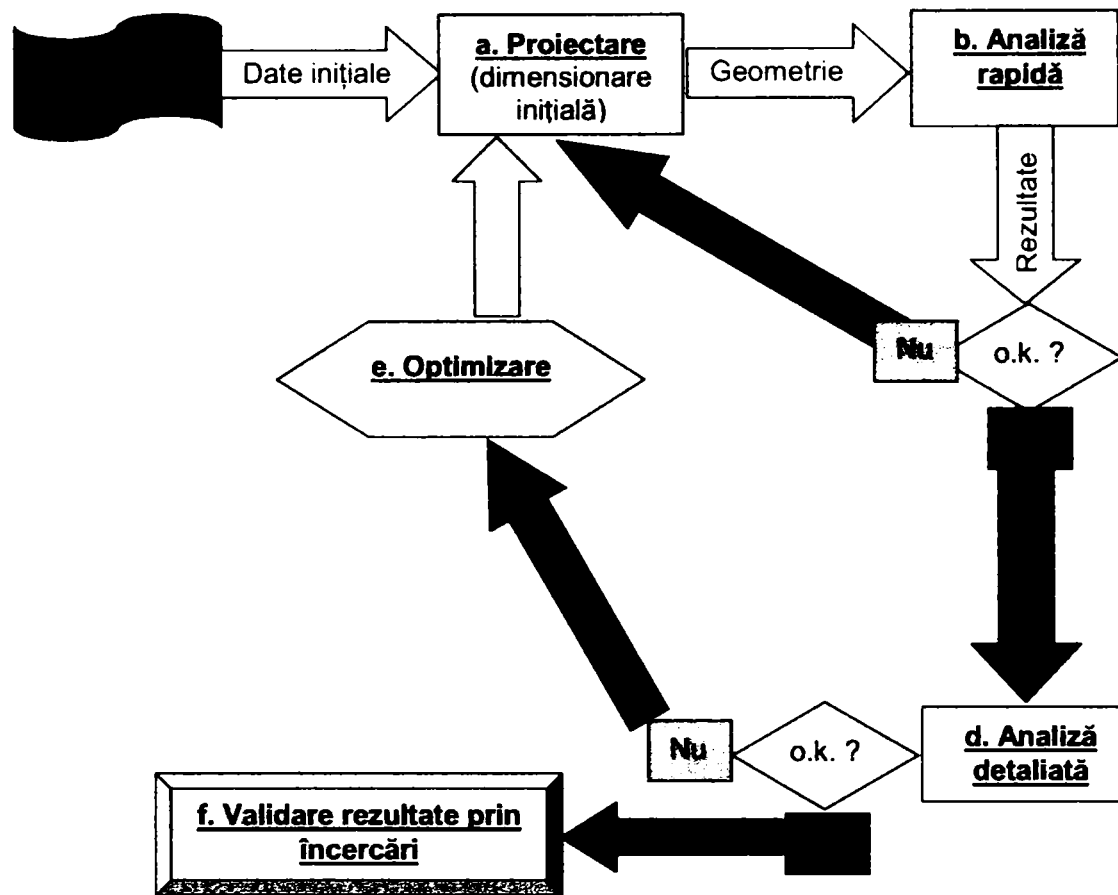 Date inițiale
a. Proiectare
(dimensionare
inițială)
Geometrie
b. Analiză
rapidă
Rezultate
Nu
o.k. ?
e. Optimizare
Nu
o.k. ?
d. Analiză
detaliată
f. Validare rezultate prin
încercări